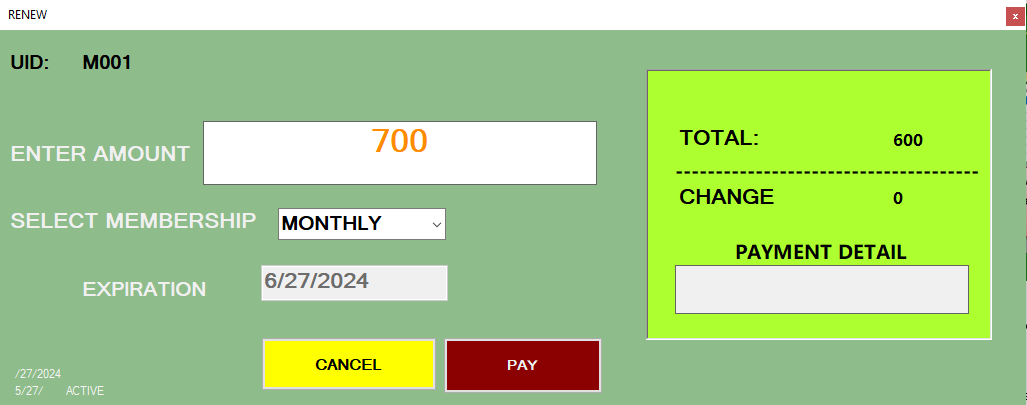 RENEW
x
UID: M001
ENTER AMOUNT 700
SELECT MEMBERSHIP MONTHLY
EXPIRATION 6/27/2024
CANCEL PAY
/27/2024
5/27/ ACTIVE
TOTAL: 600
---------------------------------------
CHANGE 0
PAYMENT DETAIL